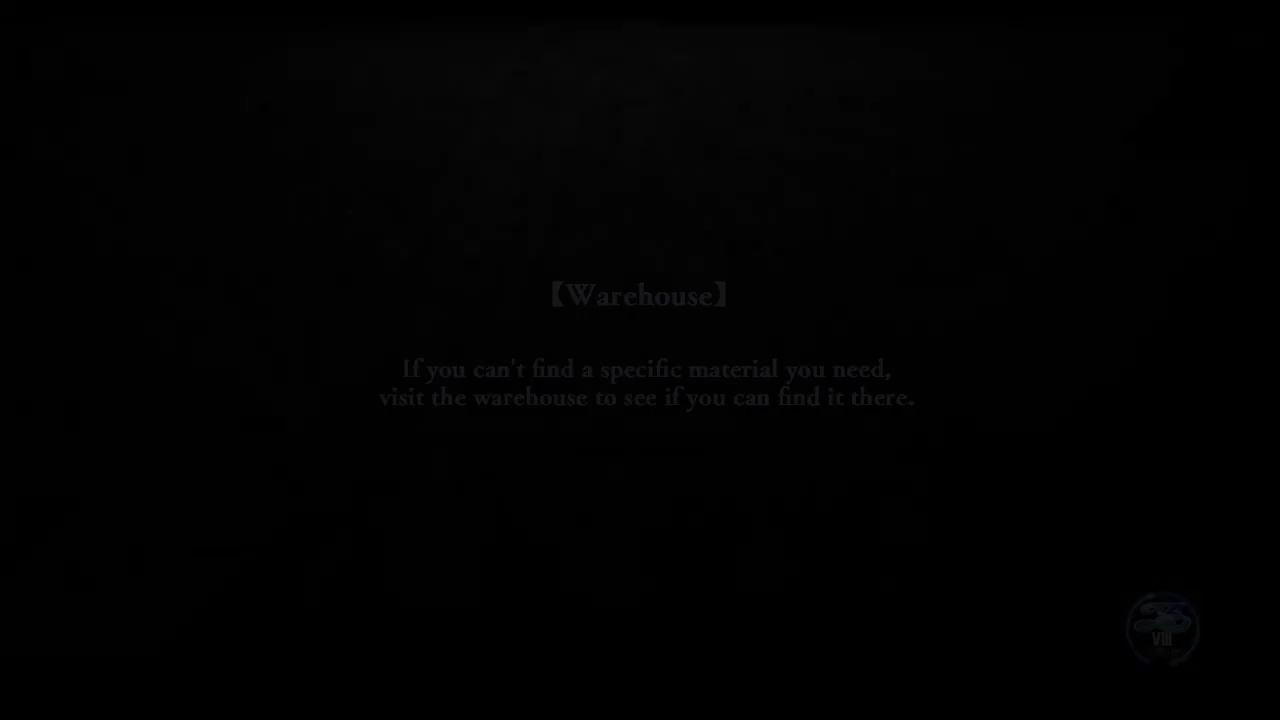 【Warehouse】
If you can't find a specific material you need,
visit the warehouse to see if you can find it there.
VIII